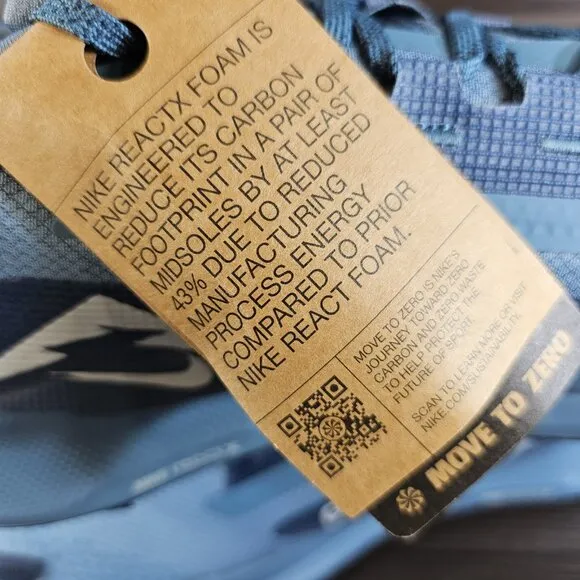 NIKE REACTX FOAM IS
ENGINEERED TO
REDUCE ITS CARBON
FOOTPRINT IN A PAIR OF
MIDSOLES BY AT LEAST
43% DUE TO REDUCED
MANUFACTURING
PROCESS ENERGY
COMPARED TO PRIOR
NIKE REACT FOAM.
MOVE TO ZERO IS NIKE'S
JOURNEY TOWARD ZERO
CARBON AND ZERO WASTE
TO HELP PROTECT THE
FUTURE OF SPORT.
SCAN TO LEARN MORE OR VISIT
NIKE.COM/SUSTAINABILITY.
MOVE TO ZERO